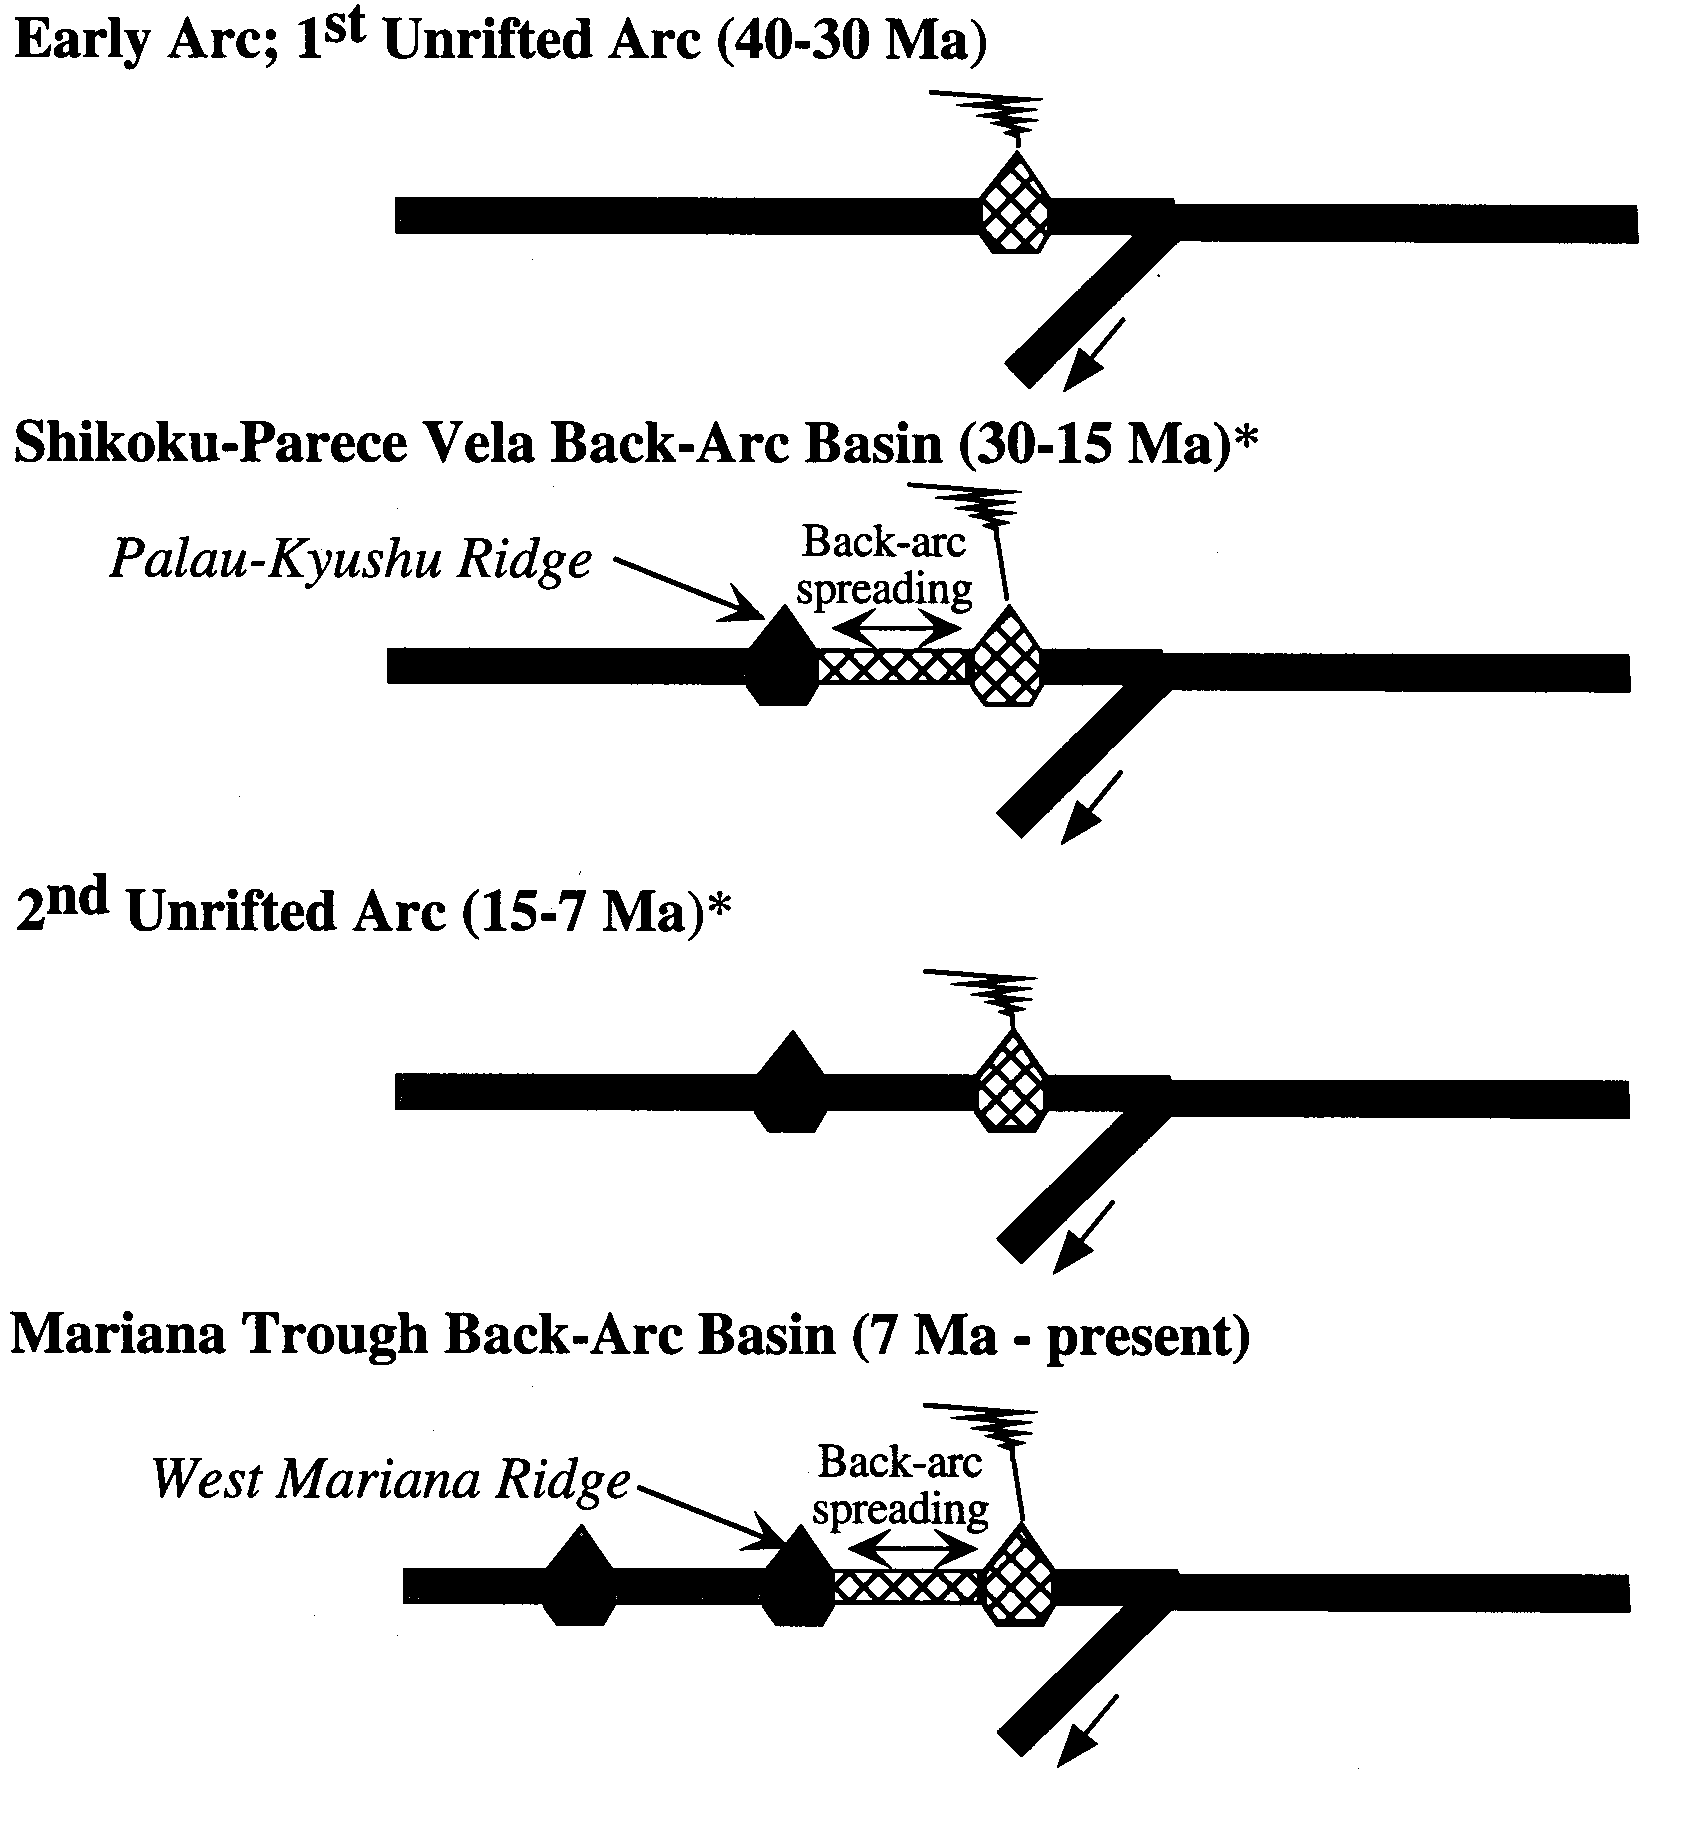 Early Arc; 1st Unrifted Arc (40-30 Ma)
Shikoku-Parece Vela Back-Arc Basin (30-15 Ma)*
Palau-Kyushu Ridge
Back-arc
spreading
2nd Unrifted Arc (15-7 Ma)*
Mariana Trough Back-Arc Basin (7 Ma - present)
West Mariana Ridge
Back-arc
spreading